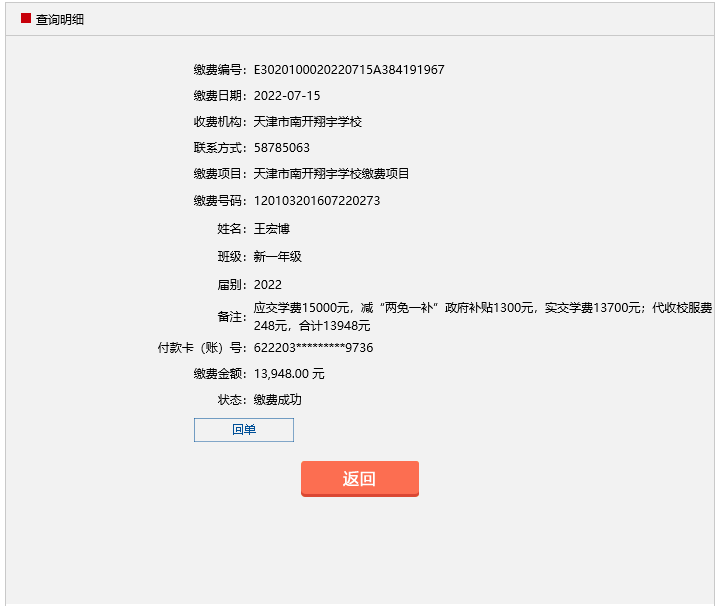 查询明细
缴费编号：E3020100020220715A384191967
缴费日期：2022-07-15
收费机构：天津市南开翔宇学校
联系方式：58785063
缴费项目：天津市南开翔宇学校缴费项目
缴费号码：120103201607220273
姓名：王宏博
班级：新一年级
届别：2022
备注：应交学费15000元，减“两免一补”政府补贴1300元，实交学费13700元；代收校服费
248元，合计13948元
付款卡（账）号：622203*********9736
缴费金额：13,948.00 元
状态：缴费成功
回单
返回